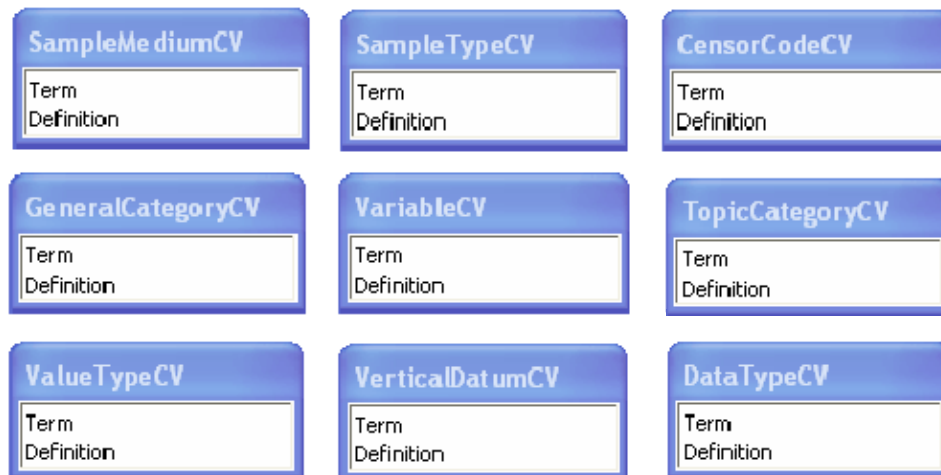 SampleMediumCV
Term
Definition
SampleTypeCV
Term
Definition
CensorCodeCV
Term
Definition
GeneralCategoryCV
Term
Definition
VariableCV
Term
Definition
TopicCategoryCV
Term
Definition
ValueTypeCV
Term
Definition
VerticalDatumCV
Term
Definition
DataTypeCV
Term
Definition